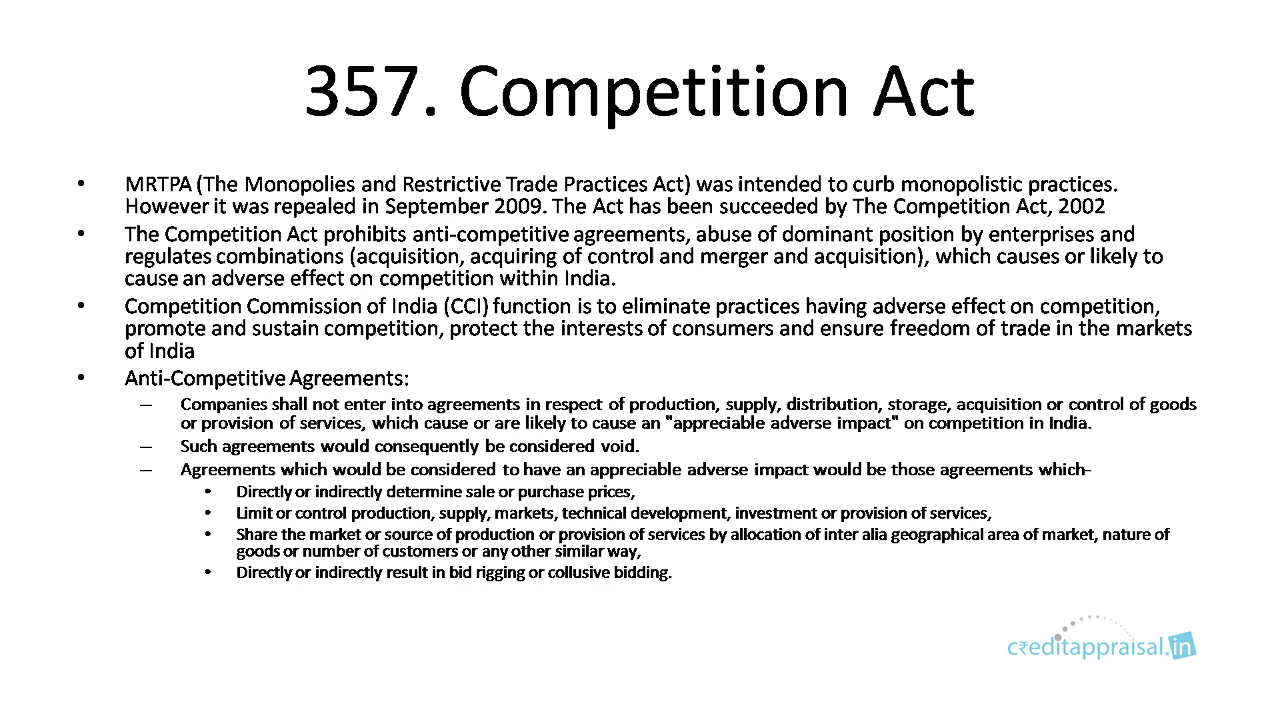 357. Competition Act
• MRTPA (The Monopolies and Restrictive Trade Practices Act) was intended to curb monopolistic practices.
However it was repealed in September 2009. The Act has been succeeded by The Competition Act, 2002
• The Competition Act prohibits anti-competitive agreements, abuse of dominant position by enterprises and
regulates combinations (acquisition, acquiring of control and merger and acquisition), which causes or likely to
cause an adverse effect on competition within India.
• Competition Commission of India (CCI) function is to eliminate practices having adverse effect on competition,
promote and sustain competition, protect the interests of consumers and ensure freedom of trade in the markets
of India
• Anti-Competitive Agreements:
– Companies shall not enter into agreements in respect of production, supply, distribution, storage, acquisition or control of goods
or provision of services, which cause or are likely to cause an "appreciable adverse impact" on competition in India.
– Such agreements would consequently be considered void.
– Agreements which would be considered to have an appreciable adverse impact would be those agreements which-
• Directly or indirectly determine sale or purchase prices,
• Limit or control production, supply, markets, technical development, investment or provision of services,
• Share the market or source of production or provision of services by allocation of inter alia geographical area of market, nature of
goods or number of customers or any other similar way,
• Directly or indirectly result in bid rigging or collusive bidding.
c₹editappraisal.in